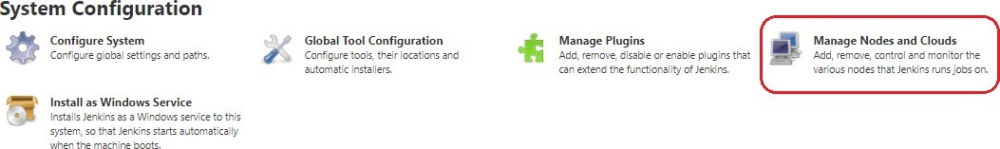 System Configuration
Configure System
Configure global settings and paths.
Global Tool Configuration
Configure tools, their locations and
automatic installers.
Manage Plugins
Add, remove, disable or enable plugins that
can extend the functionality of Jenkins.
Manage Nodes and Clouds
Add, remove, control and monitor the
various nodes that Jenkins runs jobs on.
Install as Windows Service
Installs Jenkins as a Windows service to this
system, so that Jenkins starts automatically
when the machine boots.